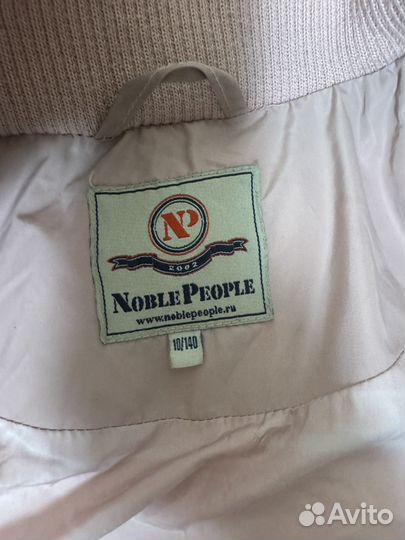 NP
2002
NOBLE PEOPLE
www.noblepeople.ru
10/140
Avito